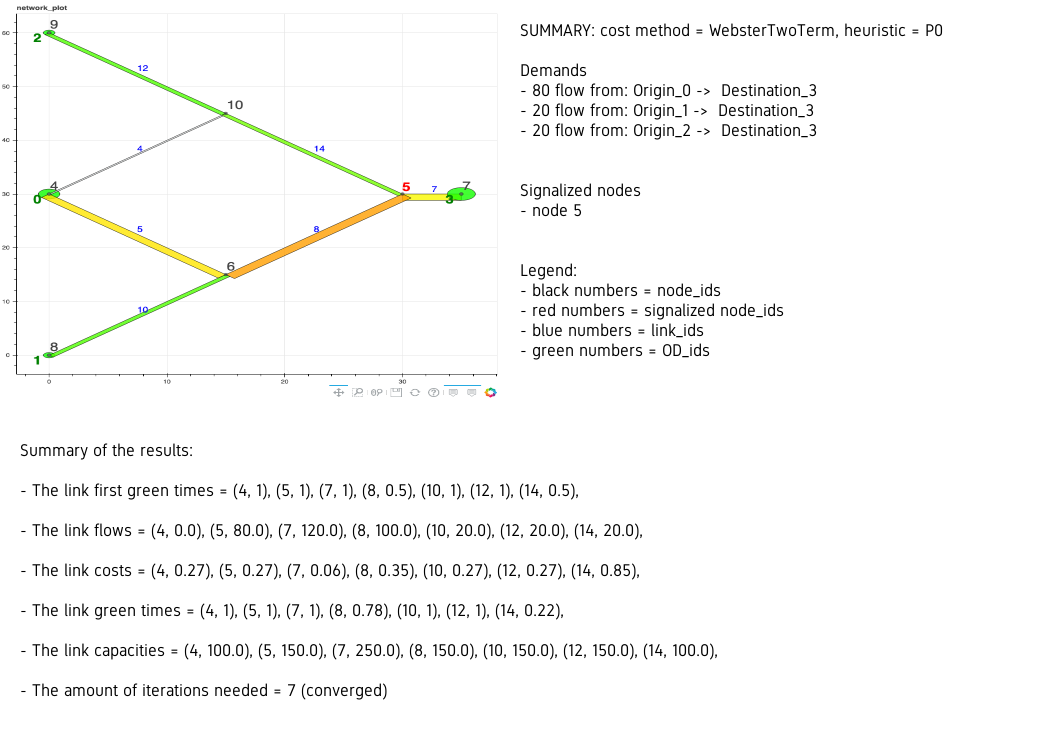 network_plot
9
60
2
12
50
10
40
4
14
4
5
7
7
30
0
3
5
8
20
6
10
10
8
0
1
0
10
20
30
SUMMARY: cost method = WebsterTwoTerm, heuristic = P0
Demands
- 80 flow from: Origin_0 -> Destination_3
- 20 flow from: Origin_1 -> Destination_3
- 20 flow from: Origin_2 -> Destination_3
Signalized nodes
- node 5
Legend:
- black numbers = node_ids
- red numbers = signalized node_ids
- blue numbers = link_ids
- green numbers = OD_ids
Summary of the results:
- The link first green times = (4, 1), (5, 1), (7, 1), (8, 0.5), (10, 1), (12, 1), (14, 0.5),
- The link flows = (4, 0.0), (5, 80.0), (7, 120.0), (8, 100.0), (10, 20.0), (12, 20.0), (14, 20.0),
- The link costs = (4, 0.27), (5, 0.27), (7, 0.06), (8, 0.35), (10, 0.27), (12, 0.27), (14, 0.85),
- The link green times = (4, 1), (5, 1), (7, 1), (8, 0.78), (10, 1), (12, 1), (14, 0.22),
- The link capacities = (4, 100.0), (5, 150.0), (7, 250.0), (8, 150.0), (10, 150.0), (12, 150.0), (14, 100.0),
- The amount of iterations needed = 7 (converged)